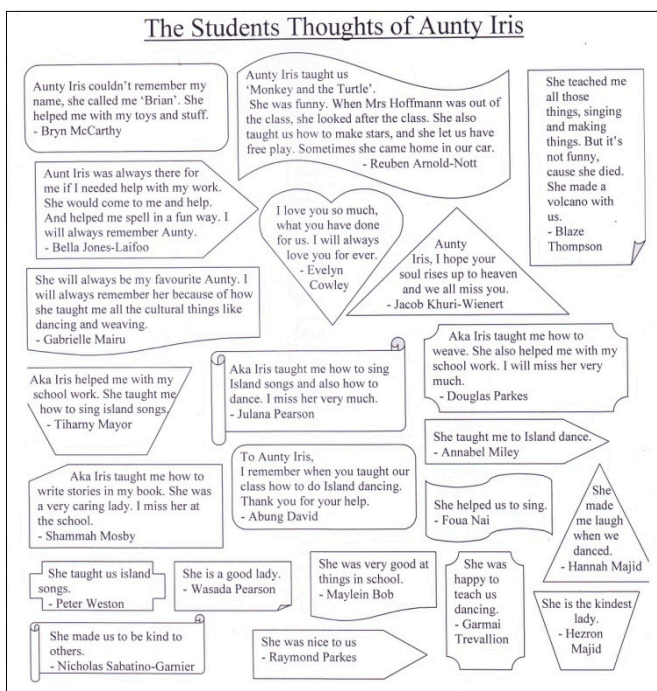 The Students Thoughts of Aunty Iris
Aunty Iris couldn't remember my
name, she called me 'Brian'. She
helped me with my toys and stuff.
- Bryn McCarthy
Aunty Iris taught us
'Monkey and the Turtle'.
She was funny. When Mrs Hoffmann was out of
the class, she looked after the class. She also
taught us how to make stars, and she let us have
free play. Sometimes she came home in our car.
- Reuben Arnold-Nott
She teached me
all those
things, singing
and making
things. But it's
not funny,
cause she died.
She made a
volcano with
us.
- Blaze
Thompson
Aunt Iris was always there for
me if I needed help with my work.
She would come to me and help.
And helped me spell in a fun way. I
will always remember Aunty.
- Bella Jones-Laifoo
I love you so much,
what you have done
for us. I will always
love you for ever.
- Evelyn
Cowley
Aunty
Iris, I hope your
soul rises up to heaven
and we all miss you.
- Jacob Khuri-Wienert
She will always be my favourite Aunty. I
will always remember her because of how
she taught me all the cultural things like
dancing and weaving.
- Gabrielle Mairu
Aka Iris taught me how to sing
Island songs and also how to
dance. I miss her very much.
- Julana Pearson
Aka Iris taught me how to
weave. She also helped me with my
school work. I will miss her very
much.
- Douglas Parkes
Aka Iris helped me with my
school work. She taught me
how to sing island songs.
- Tiharny Mayor
She taught me to Island dance.
- Annabel Miley
To Aunty Iris,
I remember when you taught our
class how to do Island dancing.
Thank you for your help.
- Abung David
Aka Iris taught me how to
write stories in my book. She was
a very caring lady. I miss her at
the school.
- Shammah Mosby
She helped us to sing.
- Foua Nai
She
made
me laugh
when we
danced.
- Hannah Majid
She taught us island
songs.
- Peter Weston
She is a good lady.
- Wasada Pearson
She was very good at
things in school.
- Maylein Bob
She was
happy to
teach us
dancing.
- Garmai
Trevallion
She is the kindest
lady.
- Hezron
Majid
She made us to be kind to
others.
- Nicholas Sabatino-Garnier
She was nice to us
- Raymond Parkes